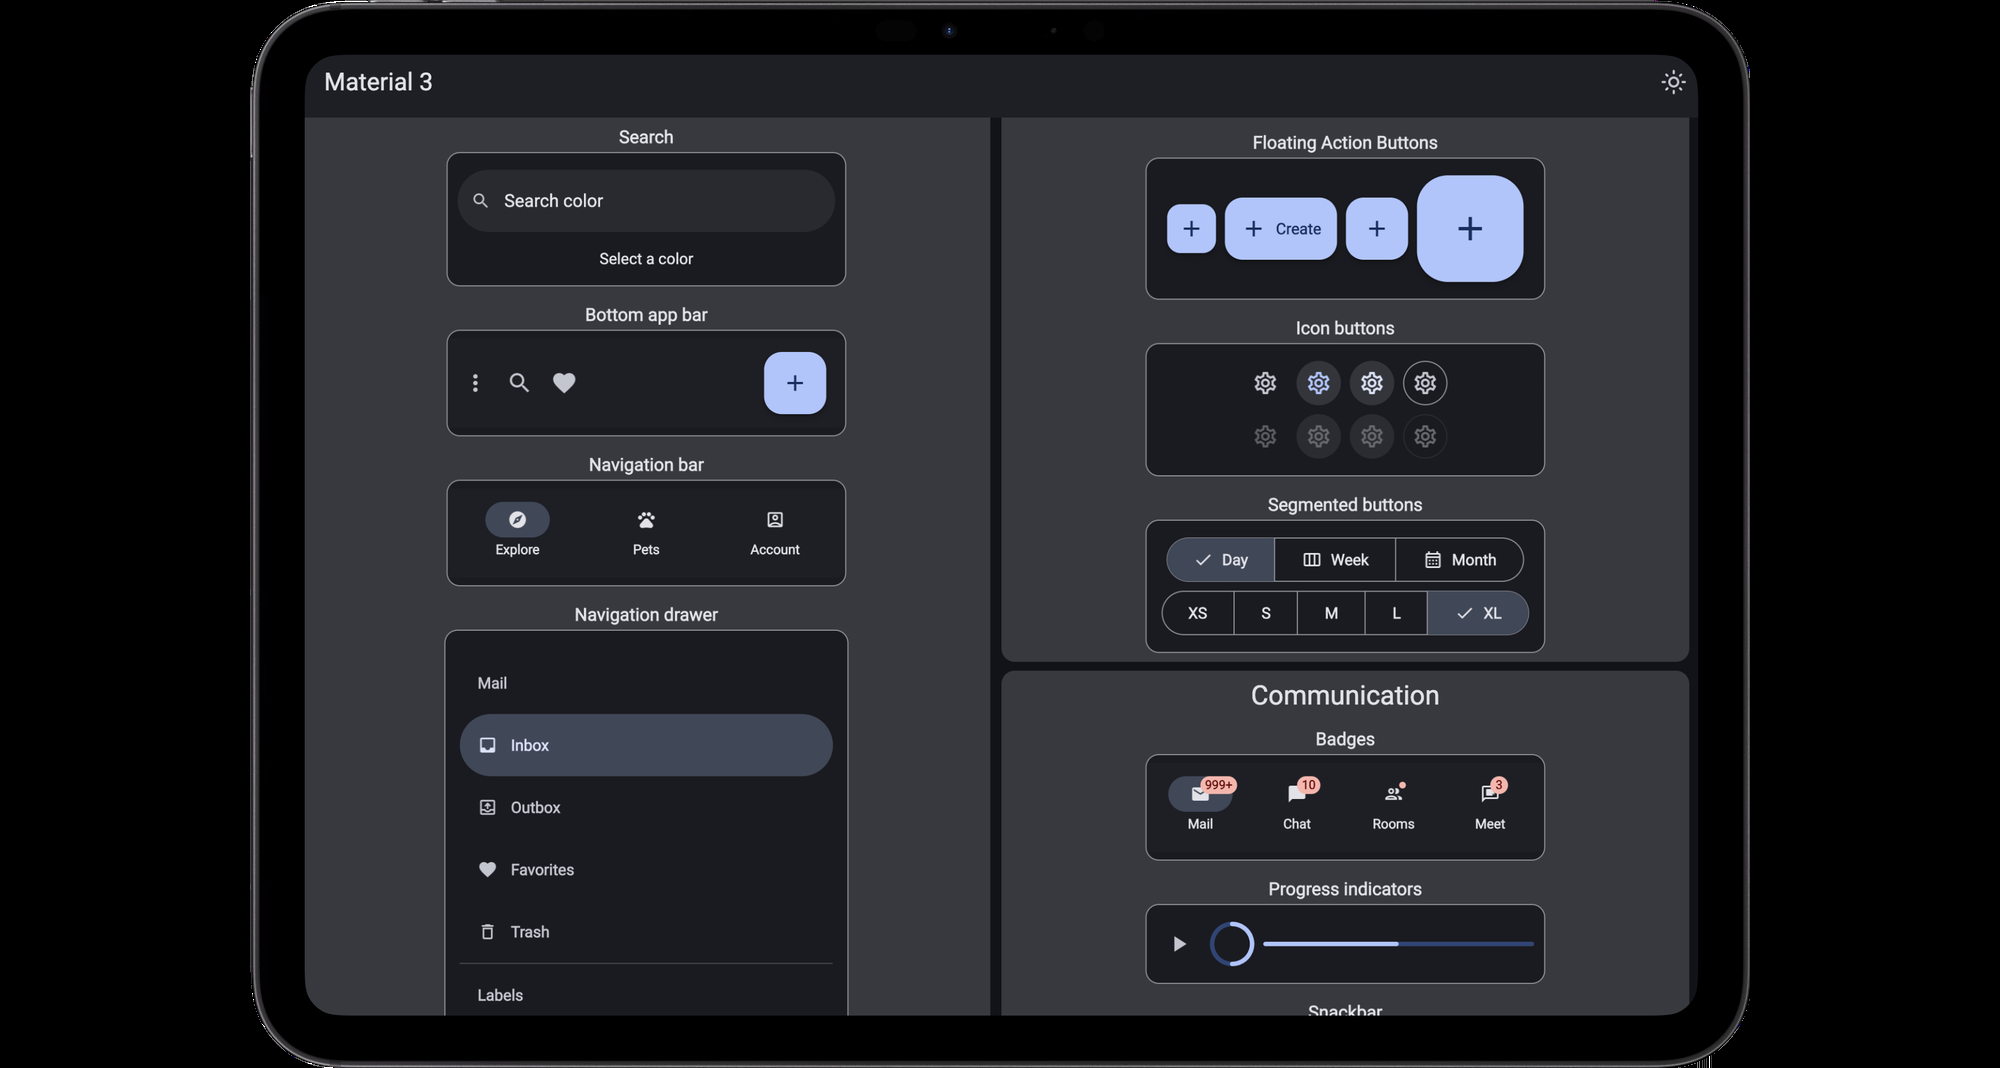 Material 3
Search
Search color
Select a color
Bottom app bar
Navigation bar
Explore
Pets
Account
Navigation drawer
Mail
Inbox
Outbox
Favorites
Trash
Labels
Floating Action Buttons
Create
Icon buttons
Segmented buttons
Day
Week
Month
XS
S
M
L
XL
Communication
Badges
999+
10
3
Mail
Chat
Rooms
Meet
Progress indicators
Snackbar